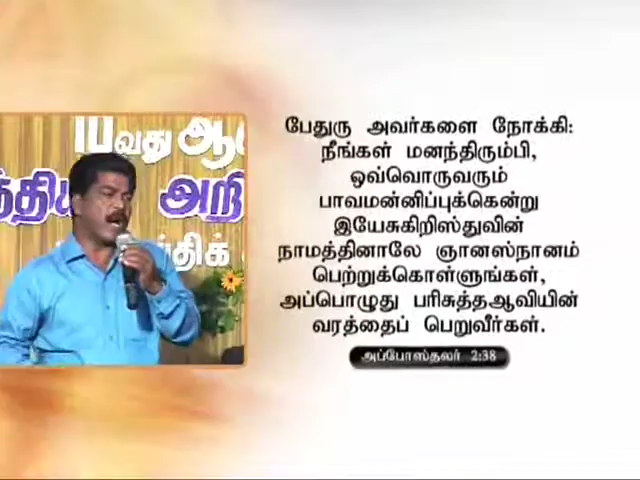 பேதுரு அவர்களை நோக்கி:
நீங்கள் மனந்திரும்பி,
ஒவ்வொருவரும்
பாவமன்னிப்புக்கென்று
இயேசுகிறிஸ்துவின்
நாமத்தினாலே ஞானஸ்நானம்
பெற்றுக்கொள்ளுங்கள்,
அப்பொழுது பரிசுத்தஆவியின்
வரத்தைப் பெறுவீர்கள்.
அப்போஸ்தலர் 2:38